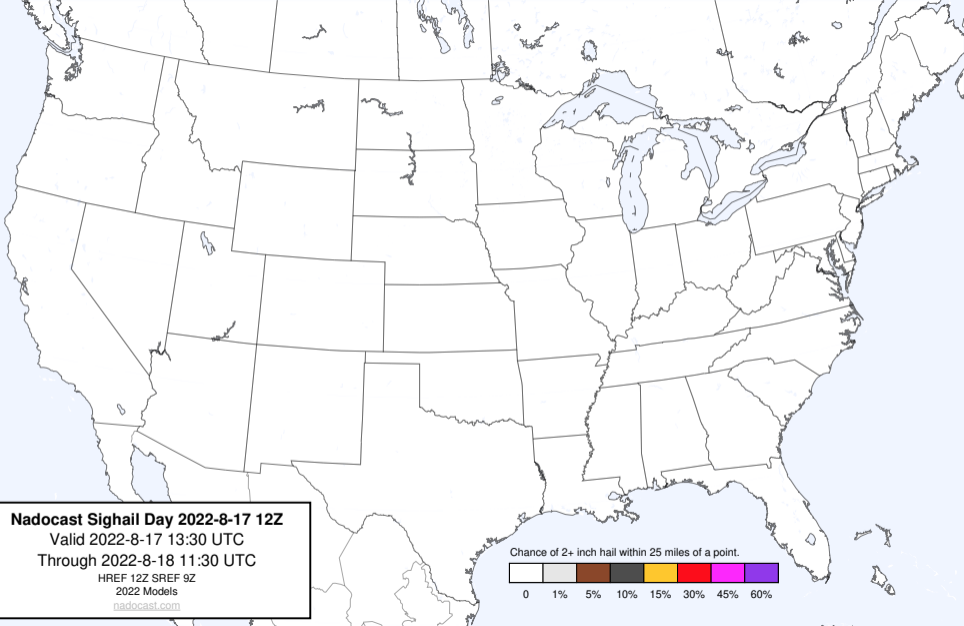 Nadocast Sighail Day 2022-8-17 12Z
Valid 2022-8-17 13:30 UTC
Through 2022-8-18 11:30 UTC
HREF 12Z SREF 9Z
2022 Models
nadocast.com
Chance of 2+ inch hail within 25 miles of a point.
0 1% 5% 10% 15% 30% 45% 60%